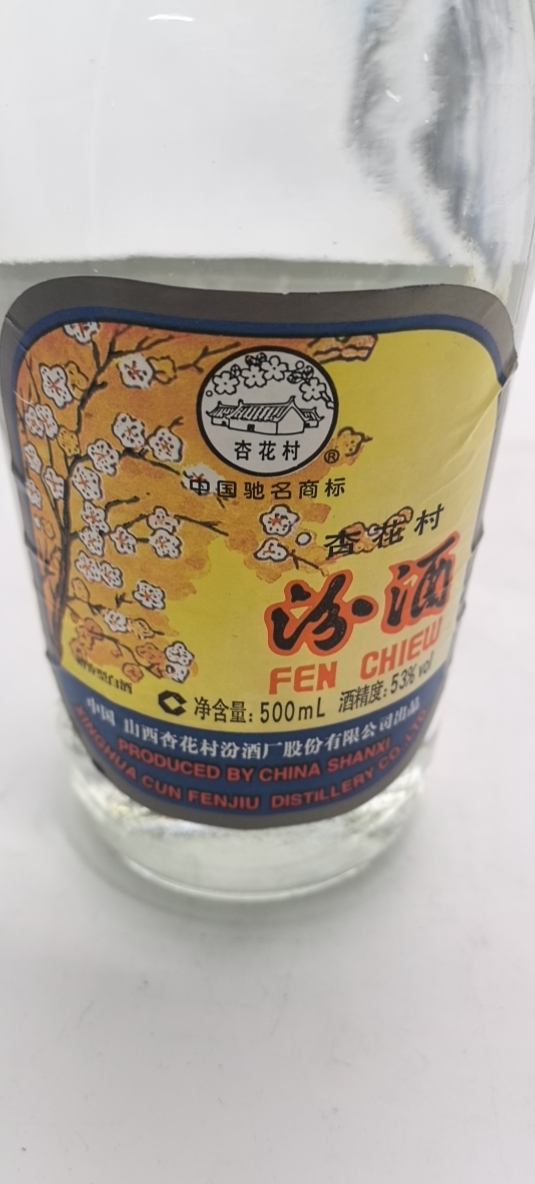 杏花村
®
中国驰名商标
杏花村
汾酒
FEN CHIEW
净含量:500mL 酒精度:53%vol
中国 山西杏花村汾酒厂股份有限公司出品
PRODUCED BY CHINA SHANXI
XINGHUA CUN FENJIU DISTILLERY CO. LTD